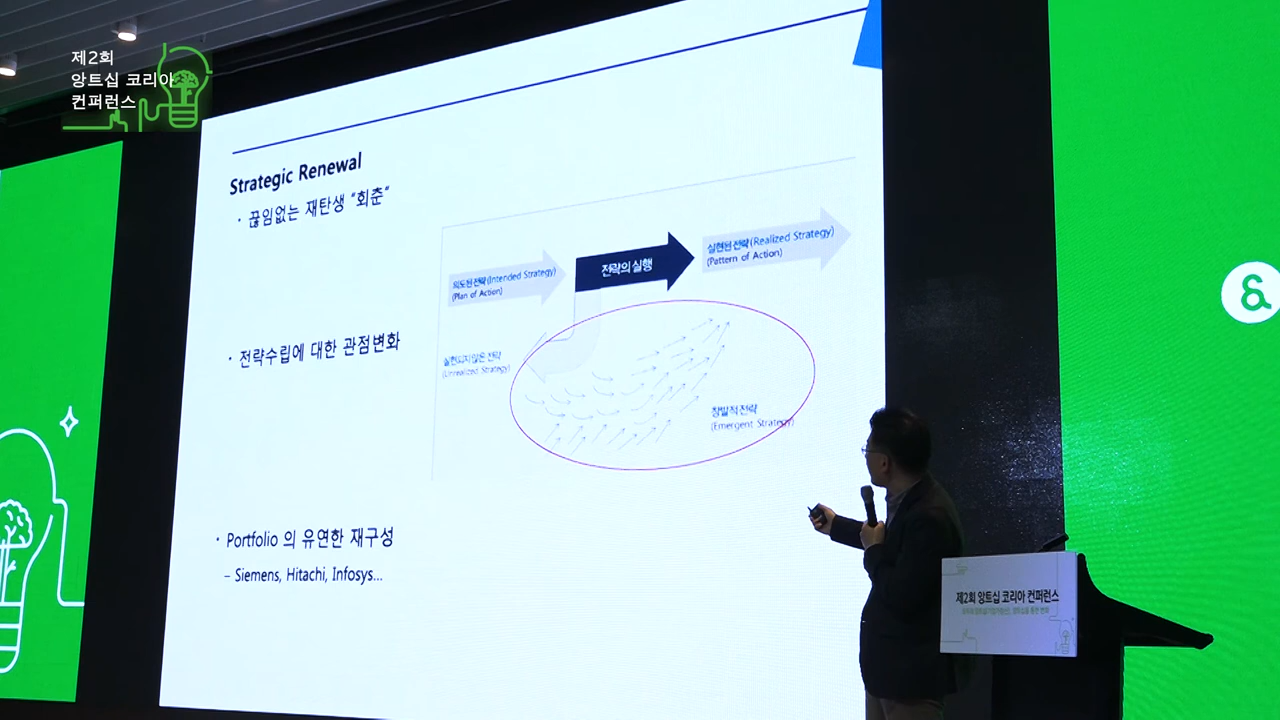 제2회
앙트십 코리아
컨퍼런스
Strategic Renewal
• 끊임없는 재탄생 “회춘”
의도된 전략(Intended Strategy)
(Plan of Action)
전략의 실행
실현된 전략(Realized Strategy)
(Pattern of Action)
• 전략수립에 대한 관점변화
실현되지 않은 전략
(Unrealized Strategy)
창발적 전략
(Emergent Strategy)
• Portfolio 의 유연한 재구성
– Siemens, Hitachi, Infosys...
&
제2회 앙트십 코리아 컨퍼런스